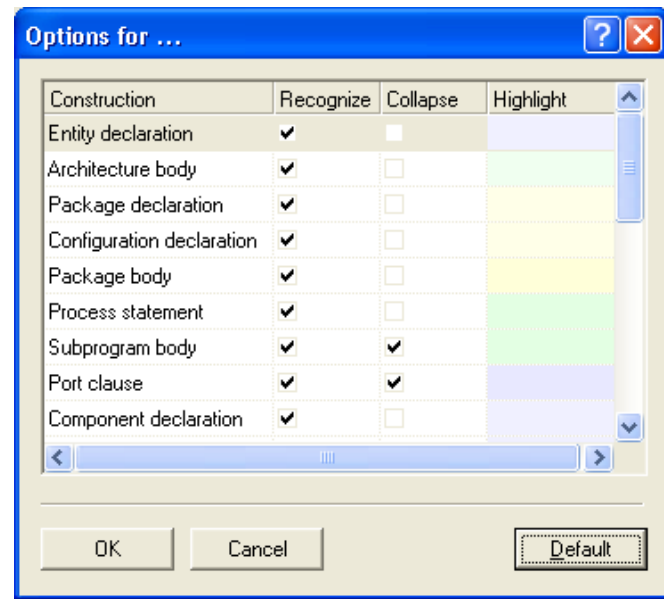 Options for ...
Construction Recognize Collapse Highlight
Entity declaration
Architecture body
Package declaration
Configuration declaration
Package body
Process statement
Subprogram body
Port clause
Component declaration
OK Cancel Default